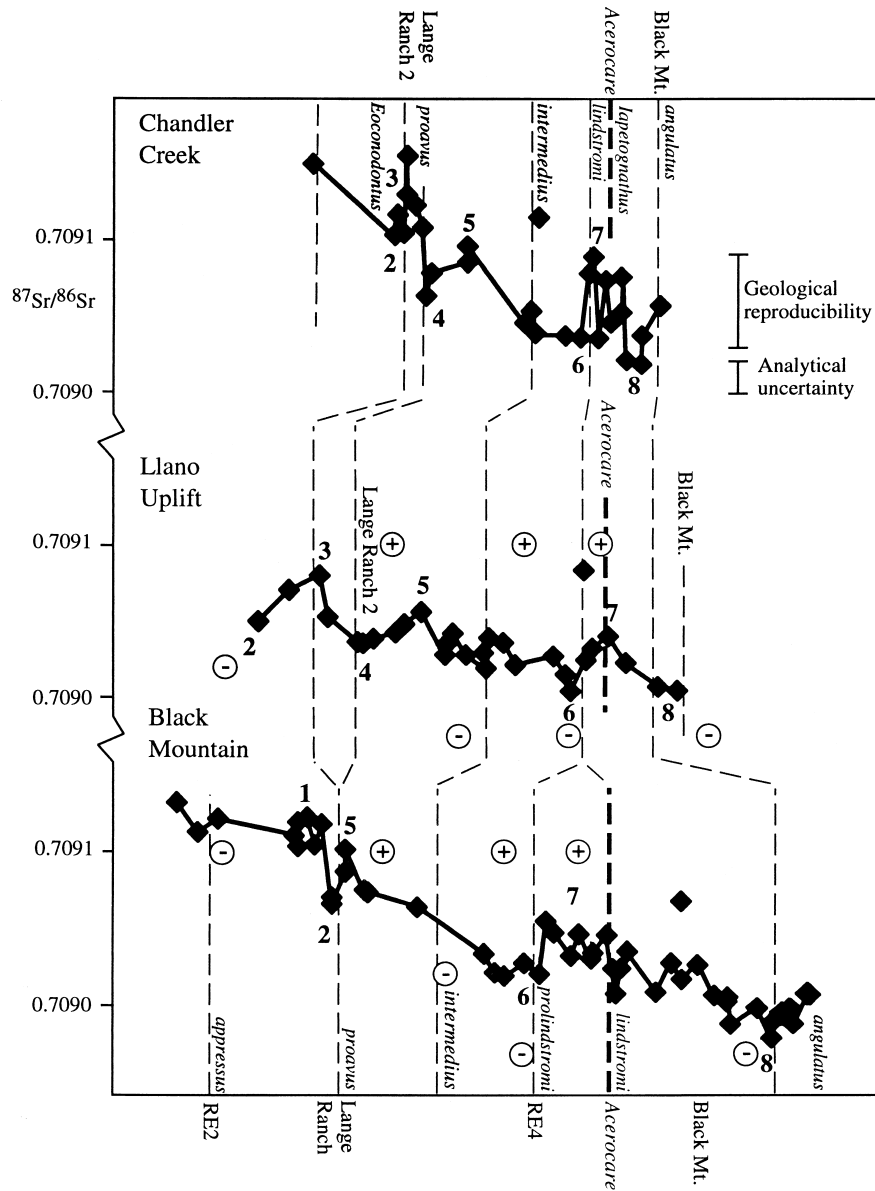 Lange
Ranch 2
Acerocare
Black Mt.
Chandler
Creek
Eoconodontus
proavus
intermedius
lindstromi
Iapetognathus
angulatus
3
2
4
5
6
7
8
0.7091
87Sr/86Sr
0.7090
Geological
reproducibility
Analytical
uncertainty
Llano
Uplift
Lange Ranch 2
Acerocare
Black Mt.
0.7091
+
+
+
3
5
7
2
4
6
8
-
0.7090
-
-
-
Black
Mountain
1
5
0.7091
-
+
+
+
2
7
6
-
0.7090
-
-
8
appressus
proavus
intermedius
prolindstromi
lindstromi
angulatus
RE2
Lange
Ranch
RE4
Acerocare
Black Mt.